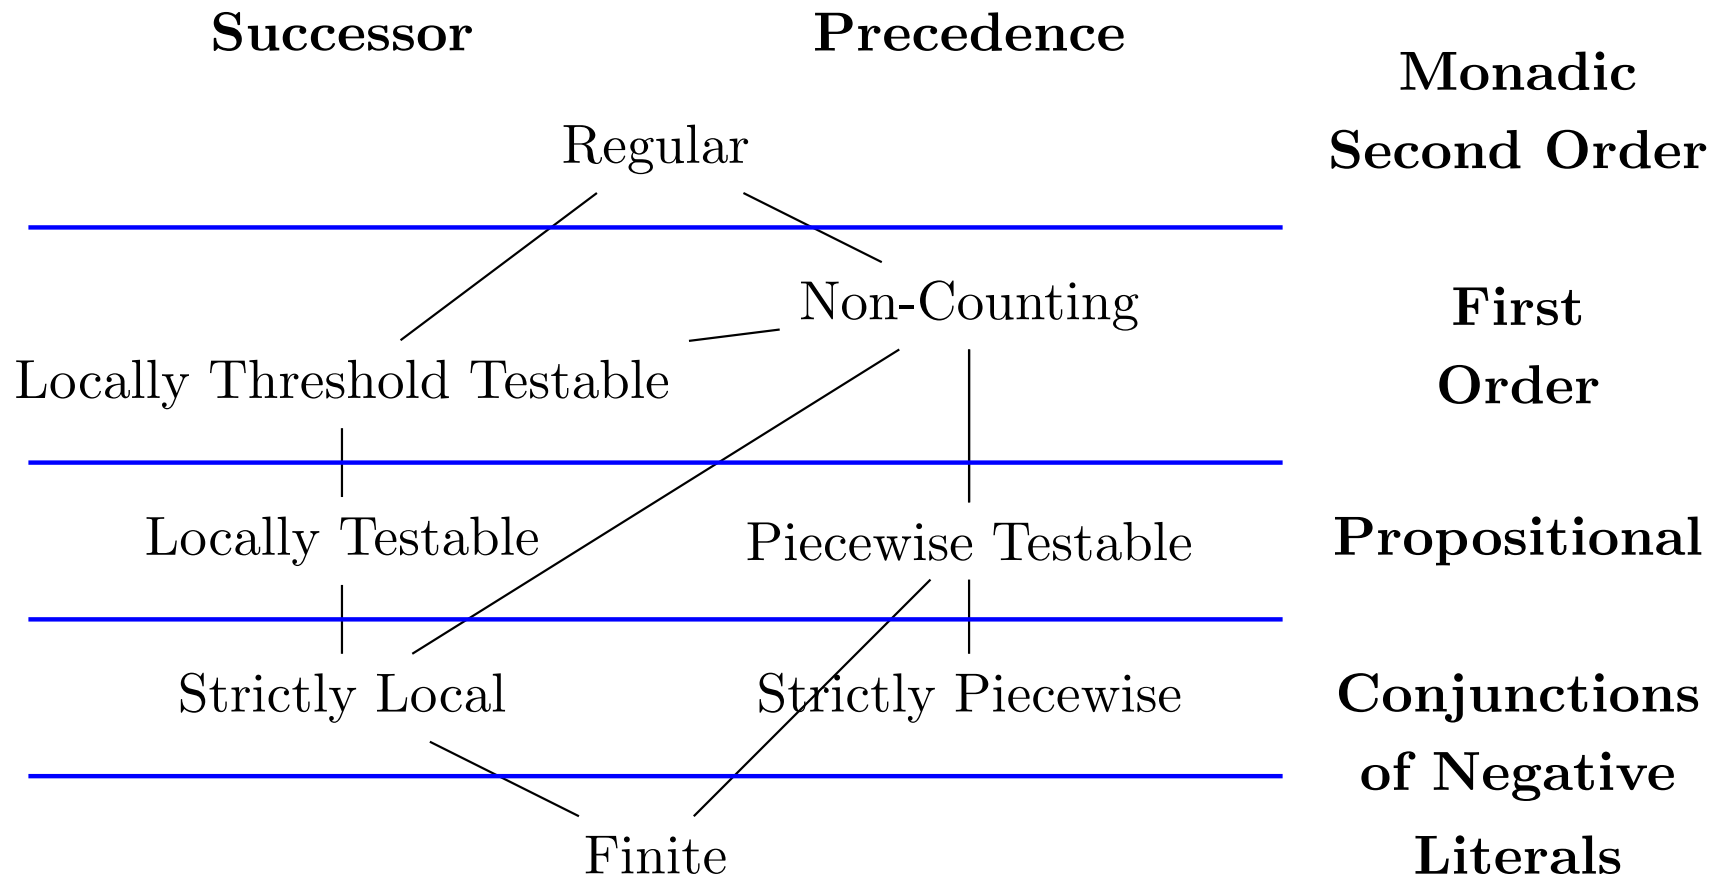 Successor
Precedence
Monadic
Second Order
Regular
Non-Counting
First
Order
Locally Threshold Testable
Locally Testable
Piecewise Testable
Propositional
Strictly Local
Strictly Piecewise
Conjunctions
of Negative
Literals
Finite